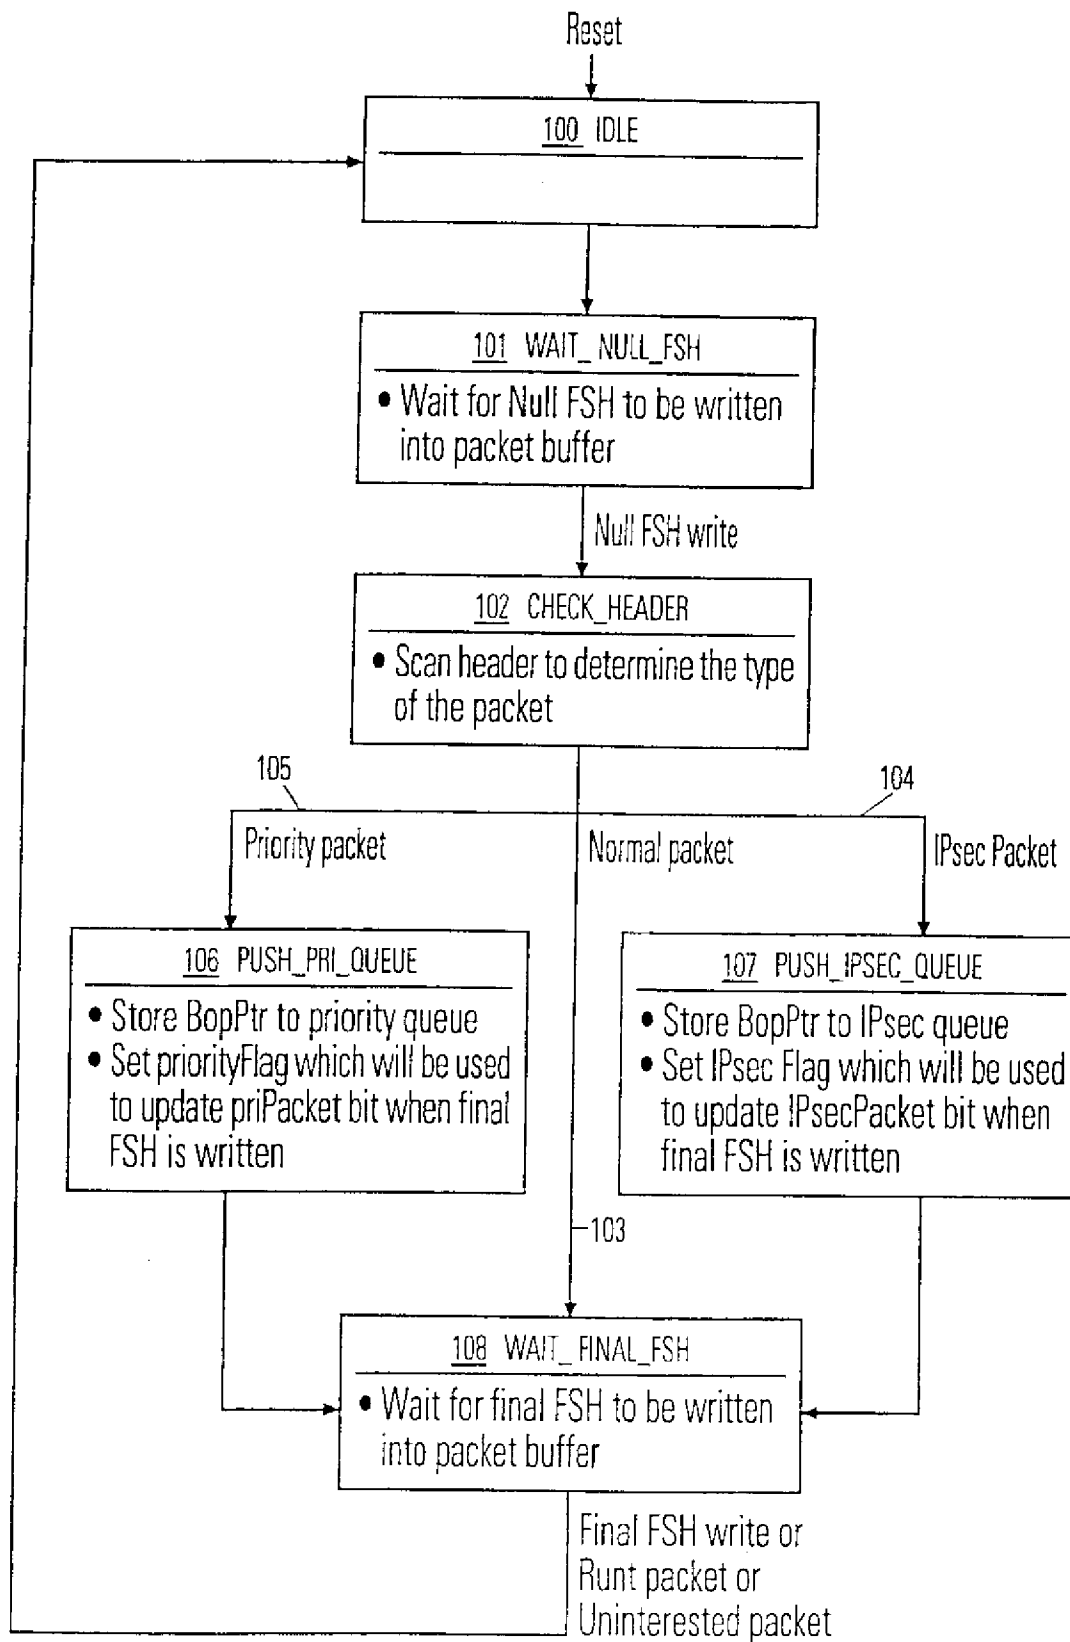 Reset
100 IDLE
101 WAIT_NULL_FSH
• Wait for Null FSH to be written
into packet buffer
Null FSH write
102 CHECK_HEADER
• Scan header to determine the type
of the packet
105
104
Priority packet
Normal packet
IPsec Packet
106 PUSH_PRI_QUEUE
• Store BopPtr to priority queue
• Set priorityFlag which will be used
to update priPacket bit when final
FSH is written
107 PUSH_IPSEC_QUEUE
• Store BopPtr to IPsec queue
• Set IPsec Flag which will be used
to update IPsecPacket bit when
final FSH is written
103
108 WAIT_FINAL_FSH
• Wait for final FSH to be written
into packet buffer
Final FSH write or
Runt packet or
Uninterested packet